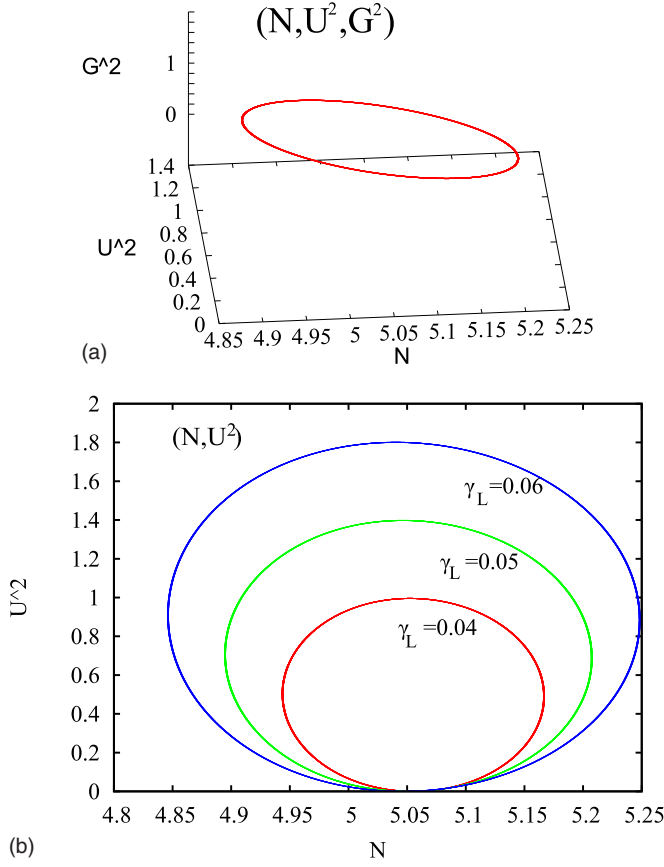 (N,U²,G²)
G^2
1
0
1.4
1.2
1
0.8
0.6
0.4
0.2
0
U^2
4.85 4.9 4.95 5 5.05 5.1 5.15 5.2 5.25
N
(a)
2
1.8
1.6
1.4
1.2
1
0.8
0.6
0.4
0.2
0
U^2
(N,U²)
γ_L=0.06
γ_L=0.05
γ_L=0.04
4.8 4.85 4.9 4.95 5 5.05 5.1 5.15 5.2 5.25
N
(b)